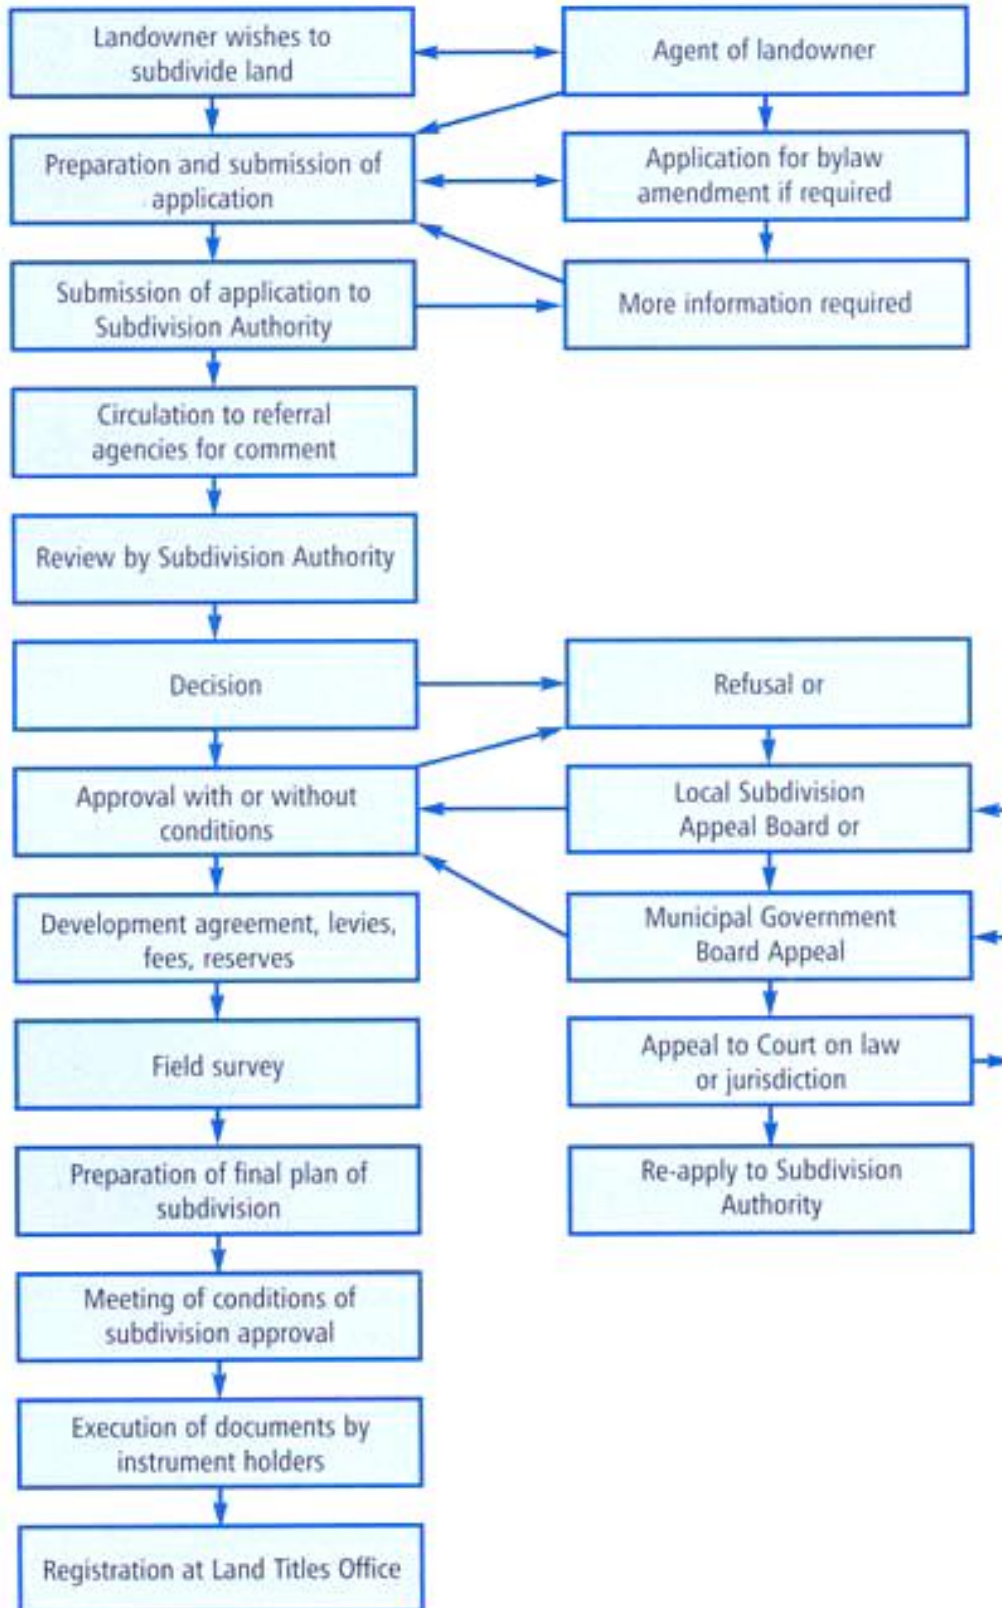 Landowner wishes to
subdivide land
Agent of landowner
Preparation and submission of
application
Application for bylaw
amendment if required
Submission of application to
Subdivision Authority
More information required
Circulation to referral
agencies for comment
Review by Subdivision Authority
Decision
Refusal or
Approval with or without
conditions
Local Subdivision
Appeal Board or
Development agreement, levies,
fees, reserves
Municipal Government
Board Appeal
Field survey
Appeal to Court on law
or jurisdiction
Preparation of final plan of
subdivision
Re-apply to Subdivision
Authority
Meeting of conditions of
subdivision approval
Execution of documents by
instrument holders
Registration at Land Titles Office